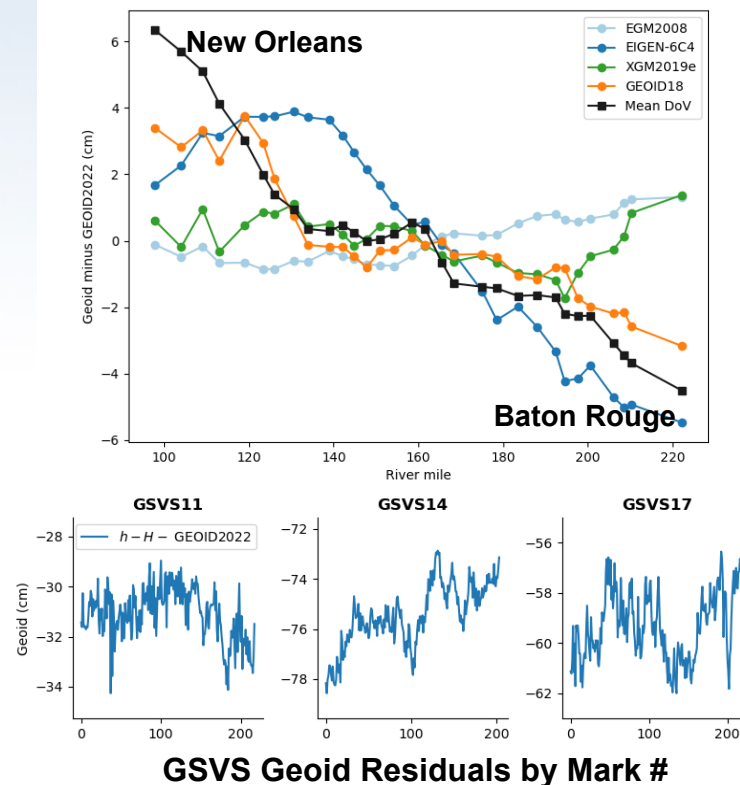 New Orleans
EGM2008
EIGEN-6C4
XGM2019e
GEOID18
Mean DoV
Geoid minus GEOID2022 (cm)
6
4
2
0
−2
−4
−6
Baton Rouge
100 120 140 160 180 200 220
River mile
GSVS11 GSVS14 GSVS17
h − H − GEOID2022
Geoid (cm)
−28
−30
−32
−34
0 100 200
−72
−74
−76
−78
0 100 200
−56
−58
−60
−62
0 100 200
GSVS Geoid Residuals by Mark #